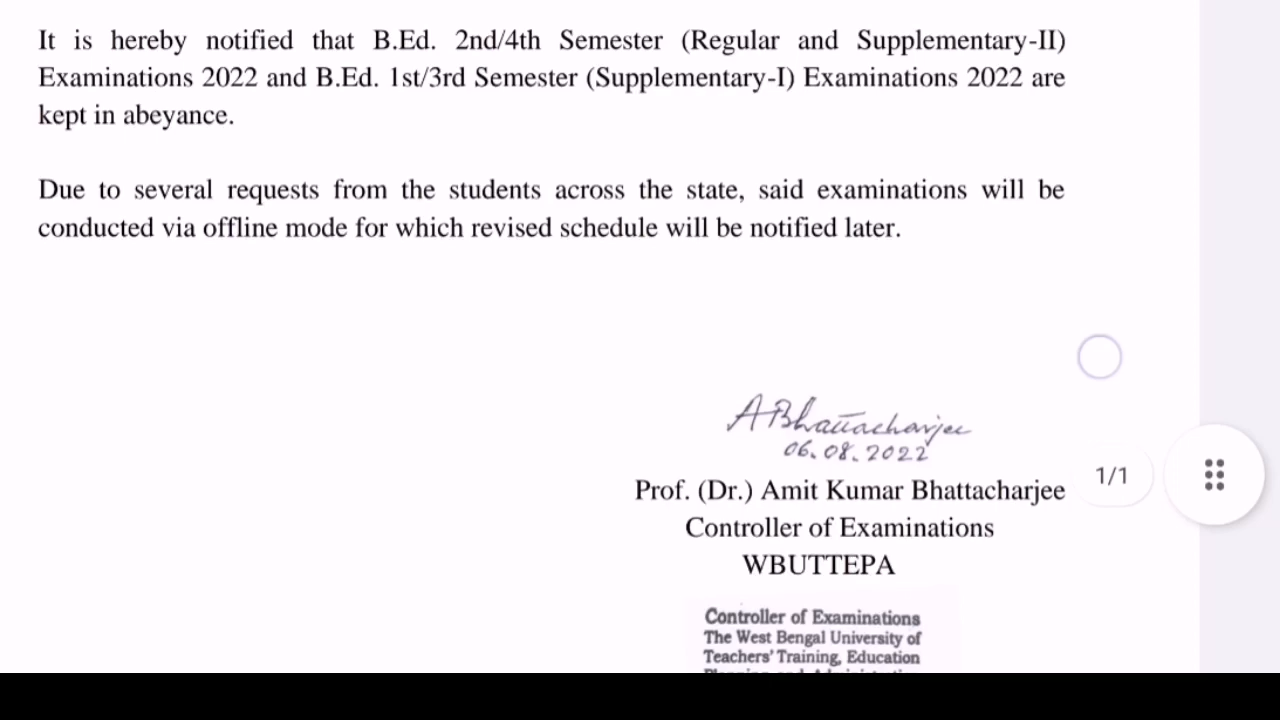 It is hereby notified that B.Ed. 2nd/4th Semester (Regular and Supplementary-II)
Examinations 2022 and B.Ed. 1st/3rd Semester (Supplementary-I) Examinations 2022 are
kept in abeyance.
Due to several requests from the students across the state, said examinations will be
conducted via offline mode for which revised schedule will be notified later.
ABhattacharjee
06.08.2022
Prof. (Dr.) Amit Kumar Bhattacharjee
1/1
Controller of Examinations
WBUTTEPA
Controller of Examinations
The West Bengal University of
Teachers' Training, Education